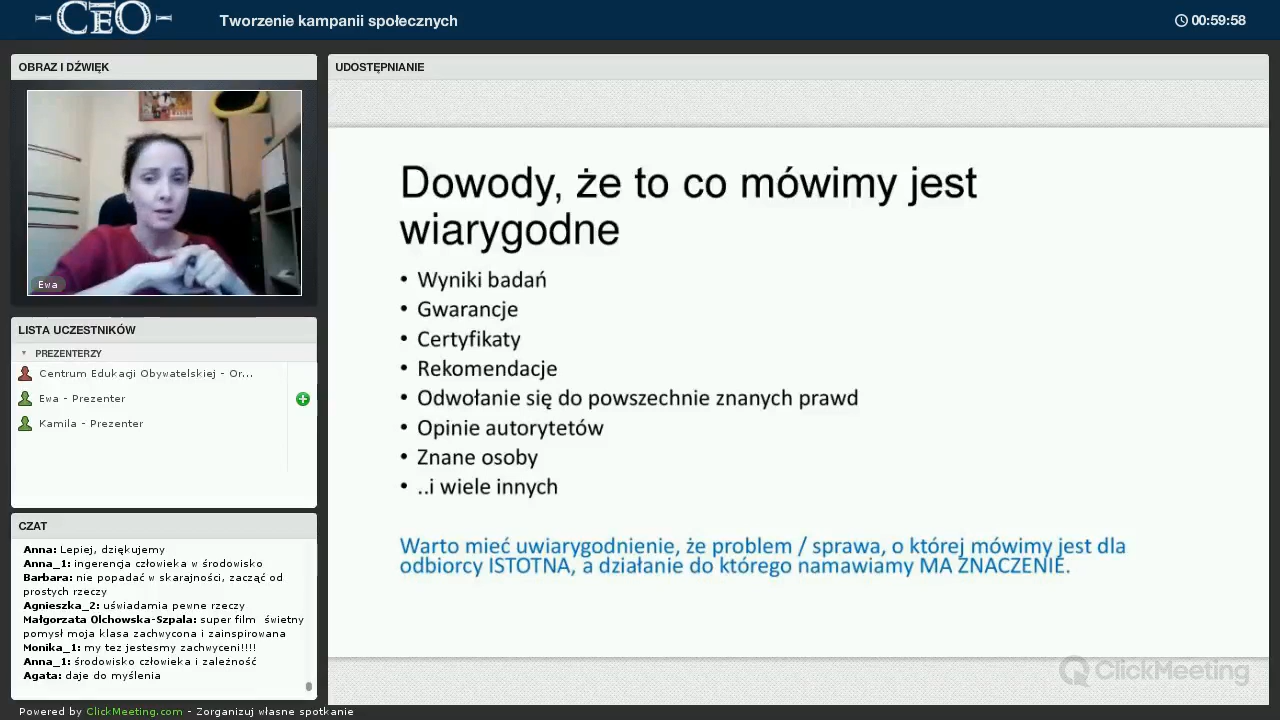 CEO
Tworzenie kampanii społecznych
00:59:58
OBRAZ I DŹWIĘK
Ewa
LISTA UCZESTNIKÓW
PREZENTERZY
Centrum Edukacji Obywatelskiej - Or...
Ewa - Prezenter
Kamila - Prezenter
CZAT
Anna: Lepiej, dziękujemy
Anna_1: ingerencja człowieka w środowisko
Barbara: nie popadać w skarajności, zacząć od
prostych rzeczy
Agnieszka_2: uświadamia pewne rzeczy
Małgorzata Olchowska-Szpala: super film świetny
pomysł moja klasa zachwycona i zainspirowana
Monika_1: my tez jestesmy zachwyceni!!!!
Anna_1: środowisko człowieka i zależność
Agata: daje do myślenia
UDOSTĘPNIANIE
Dowody, że to co mówimy jest
wiarygodne
• Wyniki badań
• Gwarancje
• Certyfikaty
• Rekomendacje
• Odwołanie się do powszechnie znanych prawd
• Opinie autorytetów
• Znane osoby
• ..i wiele innych
Warto mieć uwiarygodnienie, że problem / sprawa, o której mówimy jest dla
odbiorcy ISTOTNA, a działanie do którego namawiamy MA ZNACZENIE.
ClickMeeting
Powered by ClickMeeting.com - Zorganizuj własne spotkanie